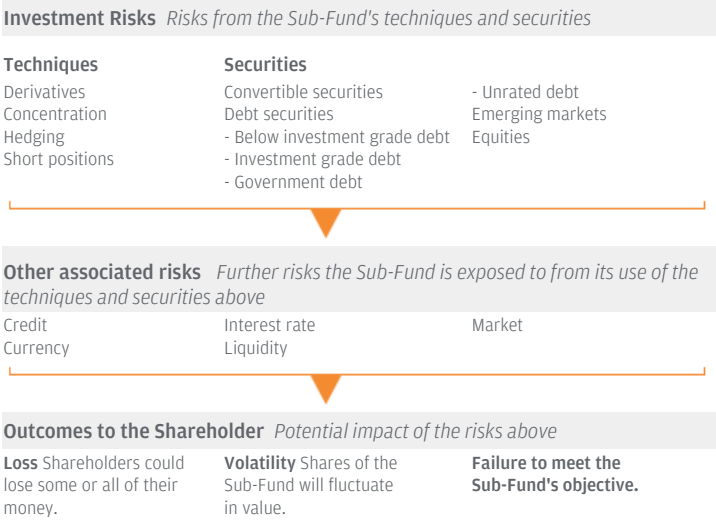 Investment Risks Risks from the Sub-Fund's techniques and securities
Techniques
Derivatives
Concentration
Hedging
Short positions
Securities
Convertible securities
Debt securities
- Below investment grade debt
- Investment grade debt
- Government debt
- Unrated debt
Emerging markets
Equities
Other associated risks Further risks the Sub-Fund is exposed to from its use of the
techniques and securities above
Credit
Currency
Interest rate
Liquidity
Market
Outcomes to the Shareholder Potential impact of the risks above
Loss Shareholders could
lose some or all of their
money.
Volatility Shares of the
Sub-Fund will fluctuate
in value.
Failure to meet the
Sub-Fund's objective.